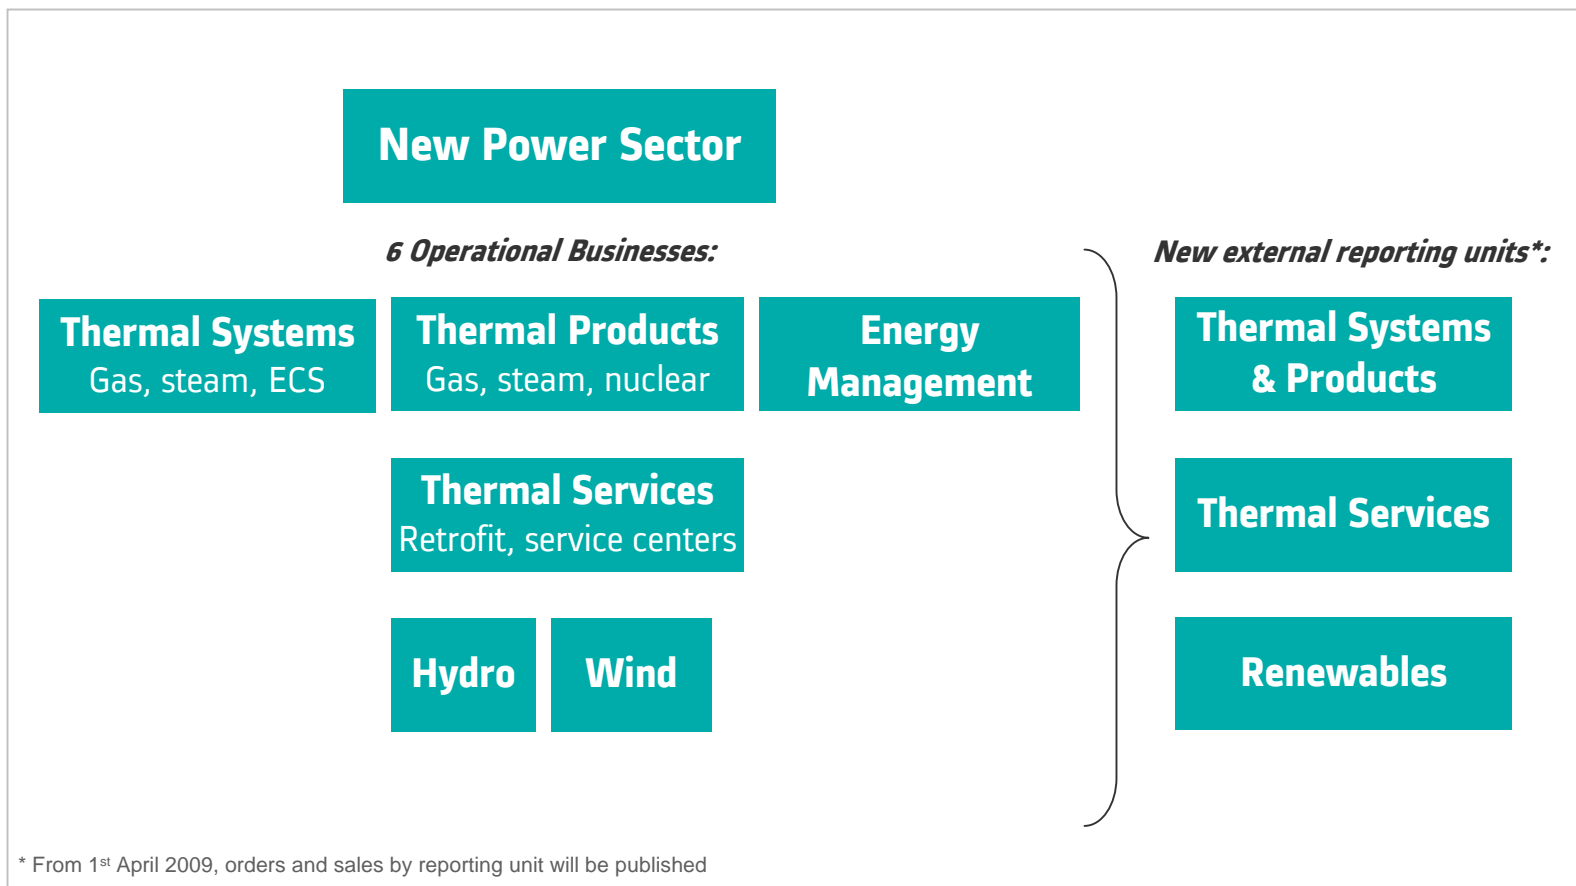 New Power Sector
6 Operational Businesses:
New external reporting units*:
Thermal Systems
Gas, steam, ECS
Thermal Products
Gas, steam, nuclear
Energy
Management
Thermal Systems
& Products
Thermal Services
Retrofit, service centers
Thermal Services
Hydro
Wind
Renewables
* From 1st April 2009, orders and sales by reporting unit will be published